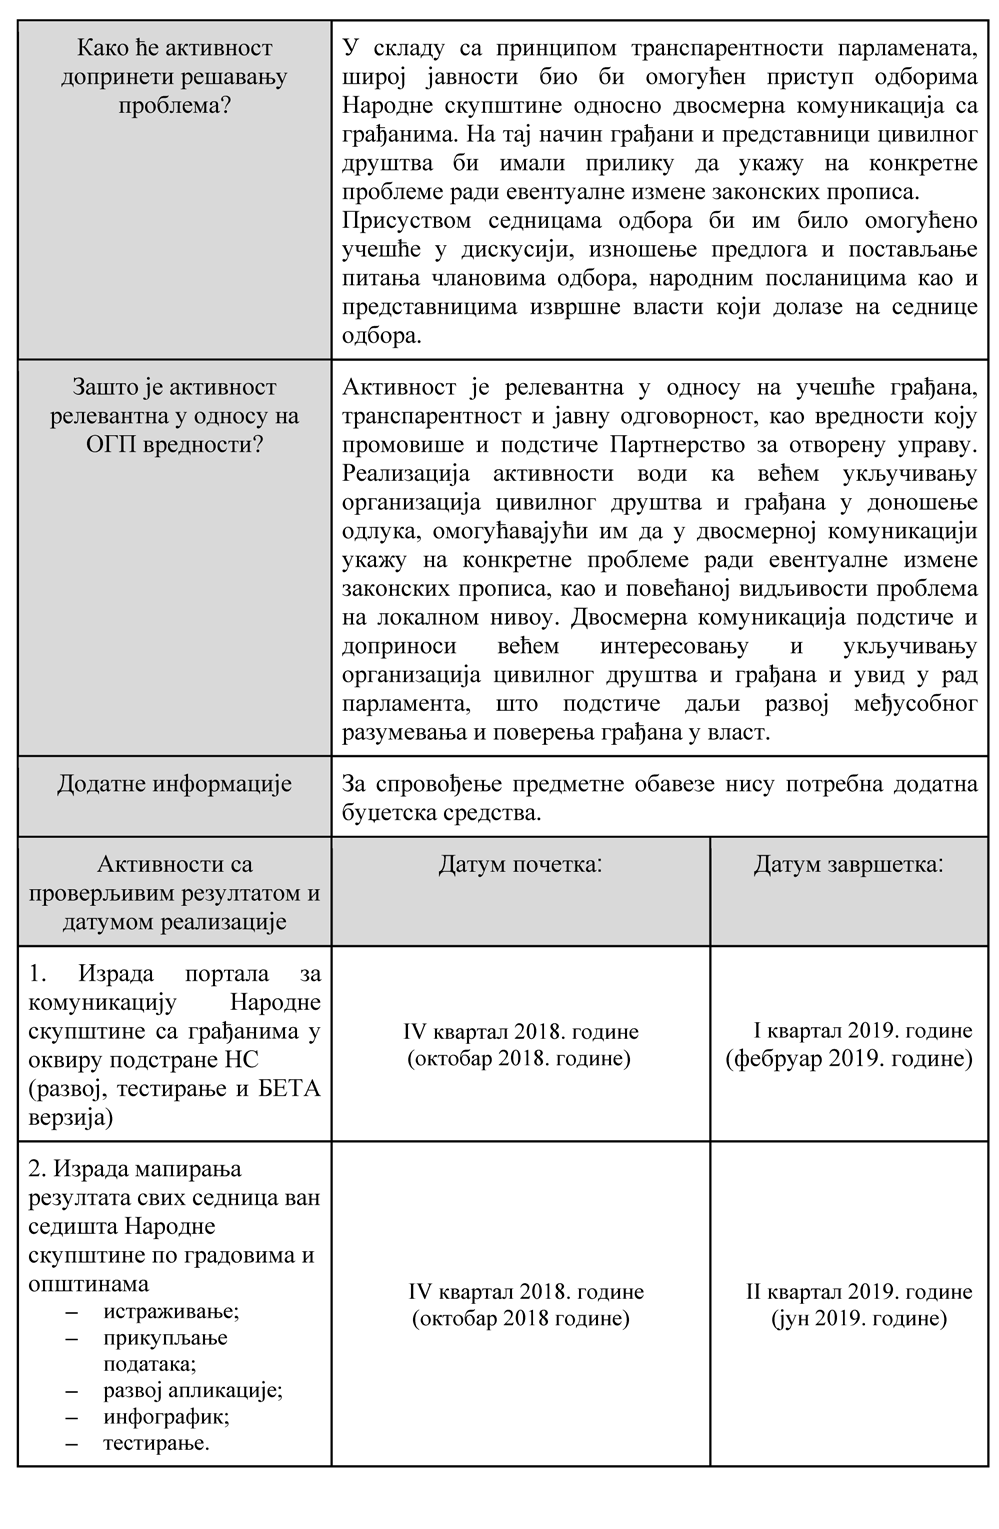 Како ће активност
допринети решавању
проблема?
У складу са принципом транспарентности парламента,
широј јавности био би омогућен приступ одборима
Народне скупштине односно двосмерна комуникација са
грађанима. На тај начин грађани и представници цивилног
друштва би имали прилику да укажу на конкретне
проблеме ради евентуалне измене законских прописа.
Присуством седницама одбора би им било омогућено
учешће у дискусији, изношење предлога и постављање
питања члановима одбора, народним посланицима као и
представницима извршне власти који долазе на седнице
одбора.
Зашто је активност
релевантна у односу на
ОГП вредности?
Активност је релевантна у односу на учешће грађана,
транспарентност и јавну одговорност, као вредности коју
промовише и подстиче Партнерство за отворену управу.
Реализација активности води ка већем укључивању
организација цивилног друштва и грађана у доношење
одлука, омогућавајући им да у двосмерној комуникацији
укажу на конкретне проблеме ради евентуалне измене
законских прописа, као и повећаној видљивости проблема
на локалном нивоу. Двосмерна комуникација подстиче и
доприноси већем интересовању и укључивању
организација цивилног друштва и грађана и увид у рад
парламента, што подстиче даљи развој међусобног
разумевања и поверења грађана у власт.
Додатне информације
За спровођење предметне обавезе нису потребна додатна
буџетска средства.
Активности са
проверљивим резултатом и
датумом реализације
Датум почетка:
Датум завршетка:
1. Израда портала за
комуникацију Народне
скупштине са грађанима у
оквиру подстране НС
(развој, тестирање и БЕТА
верзија)
IV квартал 2018. године
(октобар 2018. године)
I квартал 2019. године
(фебруар 2019. године)
2. Израда мапирања
резултата свих седница ван
седишта Народне
скупштине по градовима и
општинама
– истраживање;
– прикупљање
података;
– развој апликације;
– инфографик;
– тестирање.
IV квартал 2018. године
(октобар 2018 године)
II квартал 2019. године
(јун 2019. године)